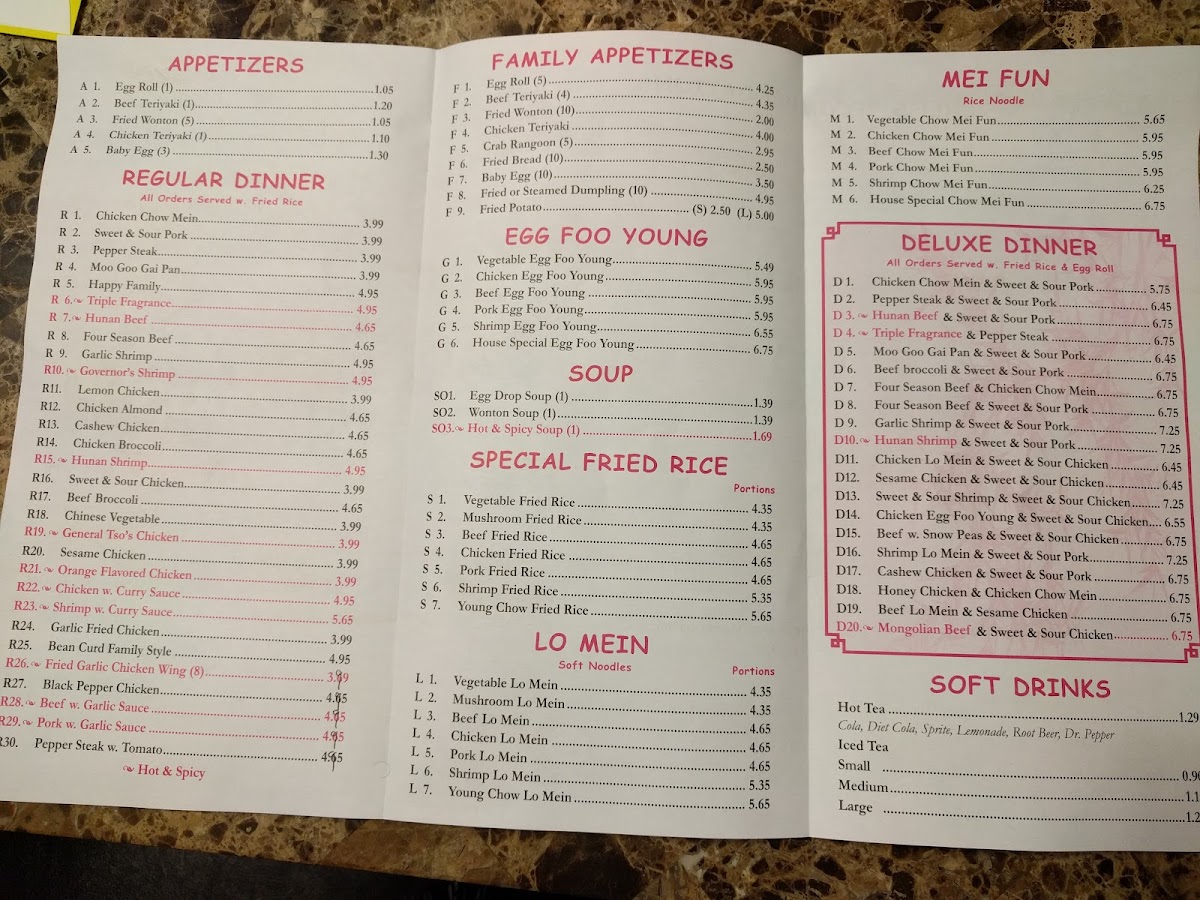 APPETIZERS
A 1. Egg Roll (1) 1.05
A 2. Beef Teriyaki (1) 1.20
A 3. Fried Wonton (5) 1.05
A 4. Chicken Teriyaki (1) 1.10
A 5. Baby Egg (3) 1.30
REGULAR DINNER
All Orders Served w. Fried Rice
R 1. Chicken Chow Mein 3.99
R 2. Sweet & Sour Pork 3.99
R 3. Pepper Steak 3.99
R 4. Moo Goo Gai Pan 3.99
R 5. Happy Family 4.95
R 6. Triple Fragrance 4.95
R 7. Hunan Beef 4.65
R 8. Four Season Beef 4.65
R 9. Garlic Shrimp 4.95
R10. Governor's Shrimp 4.95
R11. Lemon Chicken 3.99
R12. Chicken Almond 4.65
R13. Cashew Chicken 4.65
R14. Chicken Broccoli 4.65
R15. Hunan Shrimp 4.95
R16. Sweet & Sour Chicken 3.99
R17. Beef Broccoli 4.65
R18. Chinese Vegetable 3.99
R19. General Tso's Chicken 3.99
R20. Sesame Chicken 3.99
R21. Orange Flavored Chicken 3.99
R22. Chicken w. Curry Sauce 4.95
R23. Shrimp w. Curry Sauce 5.65
R24. Garlic Fried Chicken 3.99
R25. Bean Curd Family Style 4.95
R26. Fried Garlic Chicken Wing (8)
R27. Black Pepper Chicken
R28. Beef w. Garlic Sauce
R29. Pork w. Garlic Sauce
R30. Pepper Steak w. Tomato
Hot & Spicy
FAMILY APPETIZERS
F 1. Egg Roll (5) 4.25
F 2. Beef Teriyaki (4) 4.35
F 3. Fried Wonton (10) 2.00
F 4. Chicken Teriyaki 4.00
F 5. Crab Rangoon (5) 2.95
F 6. Fried Bread (10) 2.50
F 7. Baby Egg (10) 3.50
F 8. Fried or Steamed Dumpling (10) 4.95
F 9. Fried Potato (S) 2.50 (L) 5.00
EGG FOO YOUNG
G 1. Vegetable Egg Foo Young 5.49
G 2. Chicken Egg Foo Young 5.95
G 3. Beef Egg Foo Young 5.95
G 4. Pork Egg Foo Young 5.95
G 5. Shrimp Egg Foo Young 6.55
G 6. House Special Egg Foo Young 6.75
SOUP
SO1. Egg Drop Soup (1) 1.39
SO2. Wonton Soup (1) 1.39
SO3. Hot & Spicy Soup (1) 1.69
SPECIAL FRIED RICE
Portions
S 1. Vegetable Fried Rice 4.35
S 2. Mushroom Fried Rice 4.35
S 3. Beef Fried Rice 4.65
S 4. Chicken Fried Rice 4.65
S 5. Pork Fried Rice 4.65
S 6. Shrimp Fried Rice 5.35
S 7. Young Chow Fried Rice 5.65
LO MEIN
Soft Noodles Portions
L 1. Vegetable Lo Mein 4.35
L 2. Mushroom Lo Mein 4.35
L 3. Beef Lo Mein 4.65
L 4. Chicken Lo Mein 4.65
L 5. Pork Lo Mein 4.65
L 6. Shrimp Lo Mein 5.35
L 7. Young Chow Lo Mein 5.65
MEI FUN
Rice Noodle
M 1. Vegetable Chow Mei Fun 5.65
M 2. Chicken Chow Mei Fun 5.95
M 3. Beef Chow Mei Fun 5.95
M 4. Pork Chow Mei Fun 5.95
M 5. Shrimp Chow Mei Fun 6.25
M 6. House Special Chow Mei Fun 6.75
DELUXE DINNER
All Orders Served w. Fried Rice & Egg Roll
D 1. Chicken Chow Mein & Sweet & Sour Pork 5.75
D 2. Pepper Steak & Sweet & Sour Pork 6.45
D 3. Hunan Beef & Sweet & Sour Pork 6.75
D 4. Triple Fragrance & Pepper Steak 6.75
D 5. Moo Goo Gai Pan & Sweet & Sour Pork 6.45
D 6. Beef broccoli & Sweet & Sour Pork 6.75
D 7. Four Season Beef & Chicken Chow Mein 6.75
D 8. Four Season Beef & Sweet & Sour Pork 6.75
D 9. Garlic Shrimp & Sweet & Sour Pork 7.25
D10. Hunan Shrimp & Sweet & Sour Pork 7.25
D11. Chicken Lo Mein & Sweet & Sour Chicken 6.45
D12. Sesame Chicken & Sweet & Sour Chicken 6.45
D13. Sweet & Sour Shrimp & Sweet & Sour Chicken 7.25
D14. Chicken Egg Foo Young & Sweet & Sour Chicken 6.55
D15. Beef w. Snow Peas & Sweet & Sour Chicken 6.75
D16. Shrimp Lo Mein & Sweet & Sour Pork 7.25
D17. Cashew Chicken & Sweet & Sour Pork 6.75
D18. Honey Chicken & Chicken Chow Mein 6.75
D19. Beef Lo Mein & Sesame Chicken 6.75
D20. Mongolian Beef & Sweet & Sour Chicken 6.75
SOFT DRINKS
Hot Tea 1.29
Cola, Diet Cola, Sprite, Lemonade, Root Beer, Dr. Pepper
Iced Tea
Small 0.90
Medium
Large